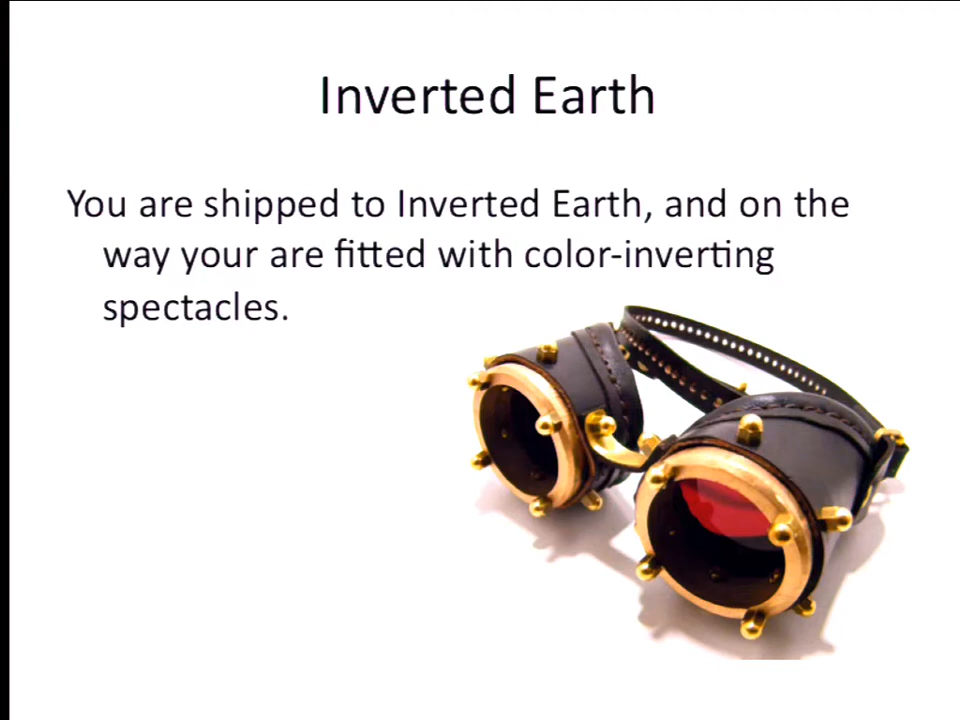 Inverted Earth
You are shipped to Inverted Earth, and on the
way your are fitted with color-inverting
spectacles.